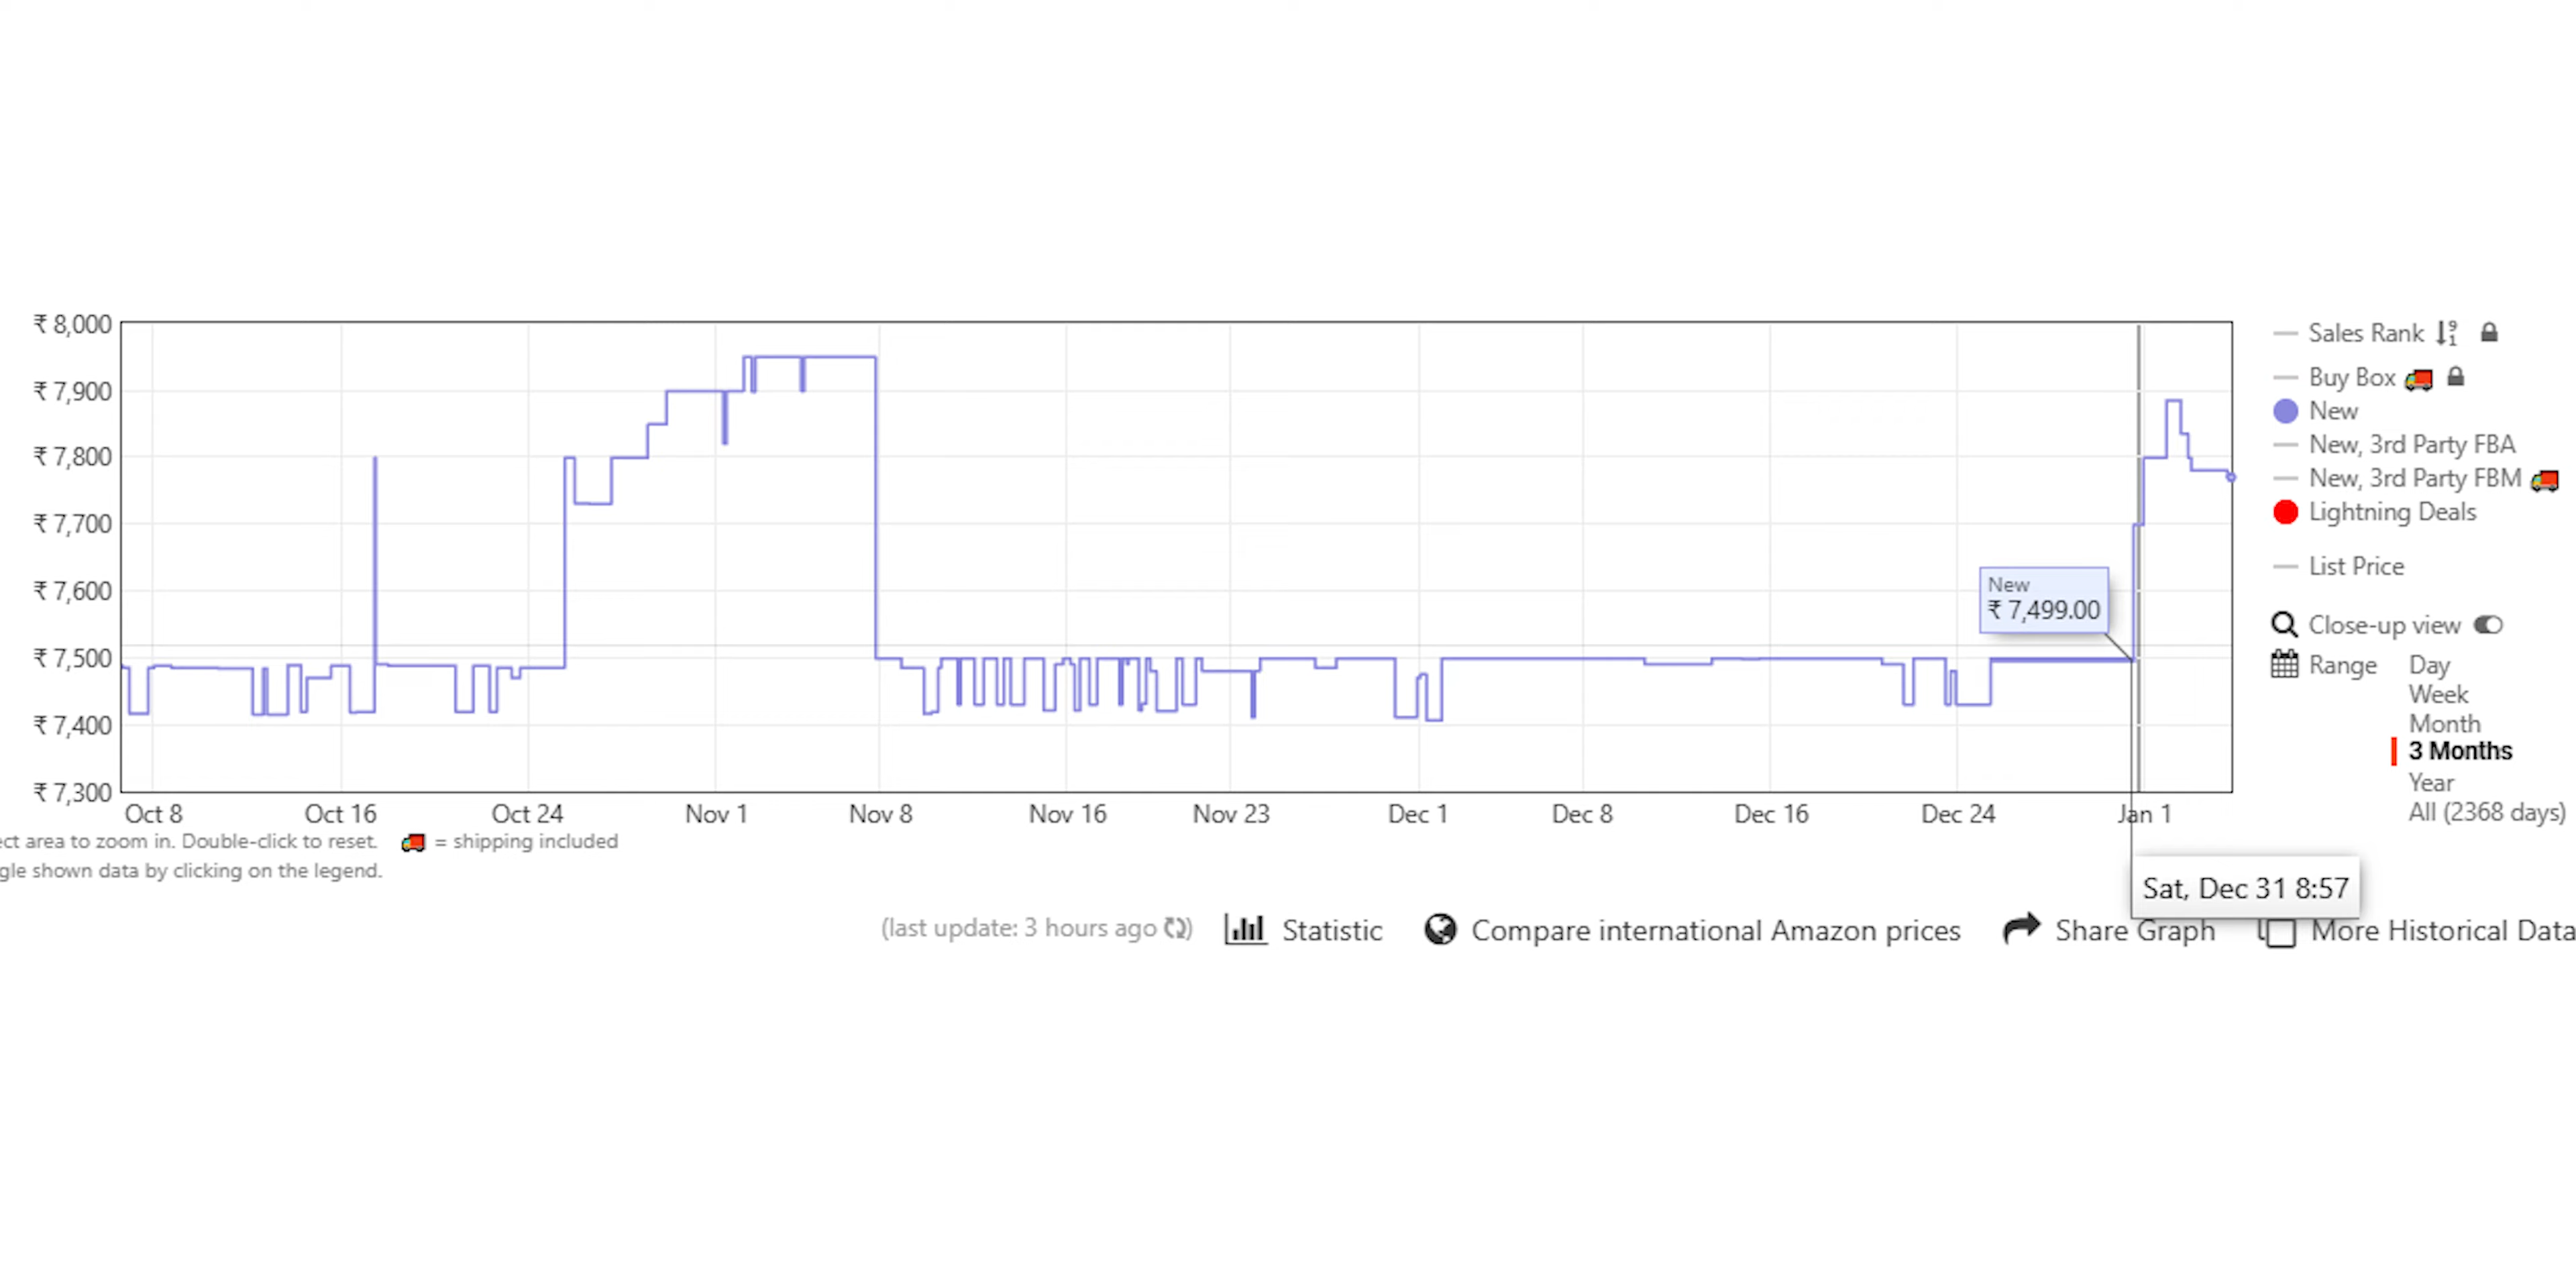 ₹ 8,000
₹ 7,900
₹ 7,800
₹ 7,700
₹ 7,600
₹ 7,500
₹ 7,400
₹ 7,300
Oct 8 Oct 16 Oct 24 Nov 1 Nov 8 Nov 16 Nov 23 Dec 1 Dec 8 Dec 16 Dec 24 Jan 1
New
₹ 7,499.00
Sat, Dec 31 8:57
Sales Rank
Buy Box
New
New, 3rd Party FBA
New, 3rd Party FBM
Lightning Deals
List Price
Close-up view
Range Day
Week
Month
3 Months
Year
All (2368 days)
ct area to zoom in. Double-click to reset. = shipping included
gle shown data by clicking on the legend.
(last update: 3 hours ago ) Statistic Compare international Amazon prices Share Graph More Historical Data